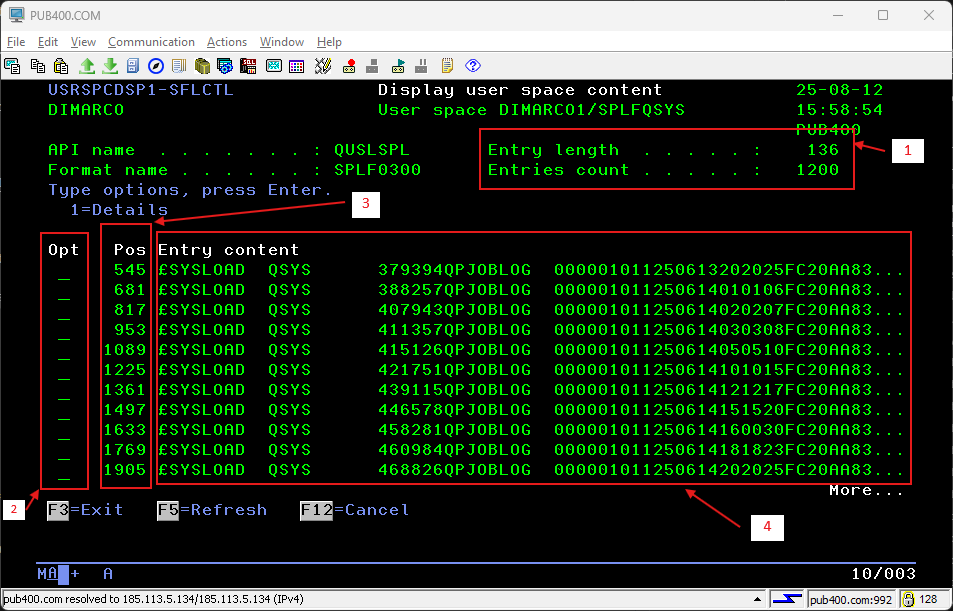 PUB400.COM
File Edit View Communication Actions Window Help
USRSPCDSP1-SFLCTL Display user space content 25-08-12
DIMARCO User space DIMARCO1/SPLFQSYS 15:58:54
PUB400
API name . . . . . . . : QUSLSPL Entry length . . . . . : 136 1
Format name . . . . . . : SPLF0300 Entries count . . . . . : 1200
Type options, press Enter.
1=Details 3
Opt Pos Entry content
_ 545 £SYSLOAD QSYS 379394QPJOBLOG 000001011250613202025FC20AA83...
_ 681 £SYSLOAD QSYS 388257QPJOBLOG 000001011250614010106FC20AA83...
_ 817 £SYSLOAD QSYS 407943QPJOBLOG 000001011250614020207FC20AA83...
_ 953 £SYSLOAD QSYS 411357QPJOBLOG 000001011250614030308FC20AA83...
_ 1089 £SYSLOAD QSYS 415126QPJOBLOG 000001011250614050510FC20AA83...
_ 1225 £SYSLOAD QSYS 421751QPJOBLOG 000001011250614101015FC20AA83...
_ 1361 £SYSLOAD QSYS 439115QPJOBLOG 000001011250614121217FC20AA83...
_ 1497 £SYSLOAD QSYS 446578QPJOBLOG 000001011250614151520FC20AA83...
_ 1633 £SYSLOAD QSYS 458281QPJOBLOG 000001011250614160030FC20AA83...
_ 1769 £SYSLOAD QSYS 460984QPJOBLOG 000001011250614181823FC20AA83...
_ 1905 £SYSLOAD QSYS 468826QPJOBLOG 000001011250614202025FC20AA83...
More...
2 F3=Exit F5=Refresh F12=Cancel
4
MA + A 10/003
pub400.com resolved to 185.113.5.134/185.113.5.134 (IPv4) pub400.com:992 128